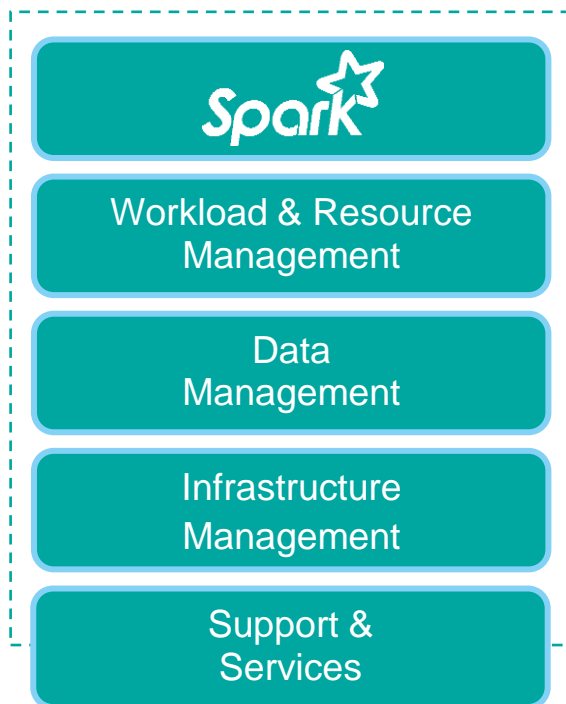 Spark
Workload & Resource
Management
Data
Management
Infrastructure
Management
Support &
Services